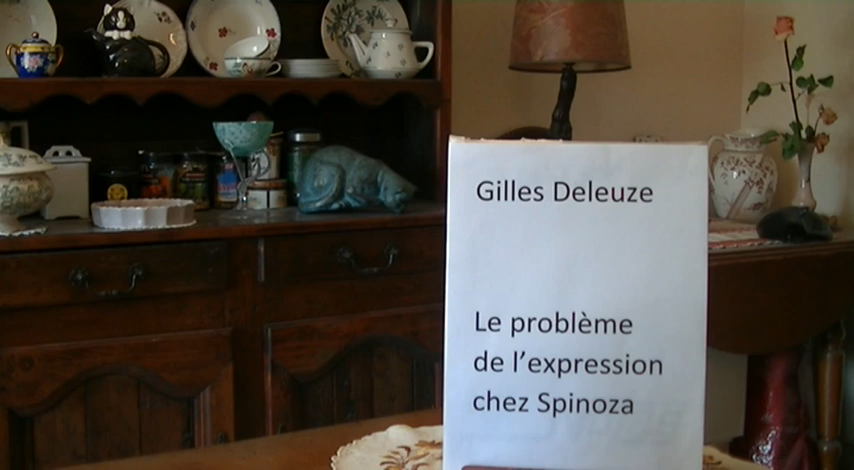 Gilles Deleuze
Le problème
de l'expression
chez Spinoza